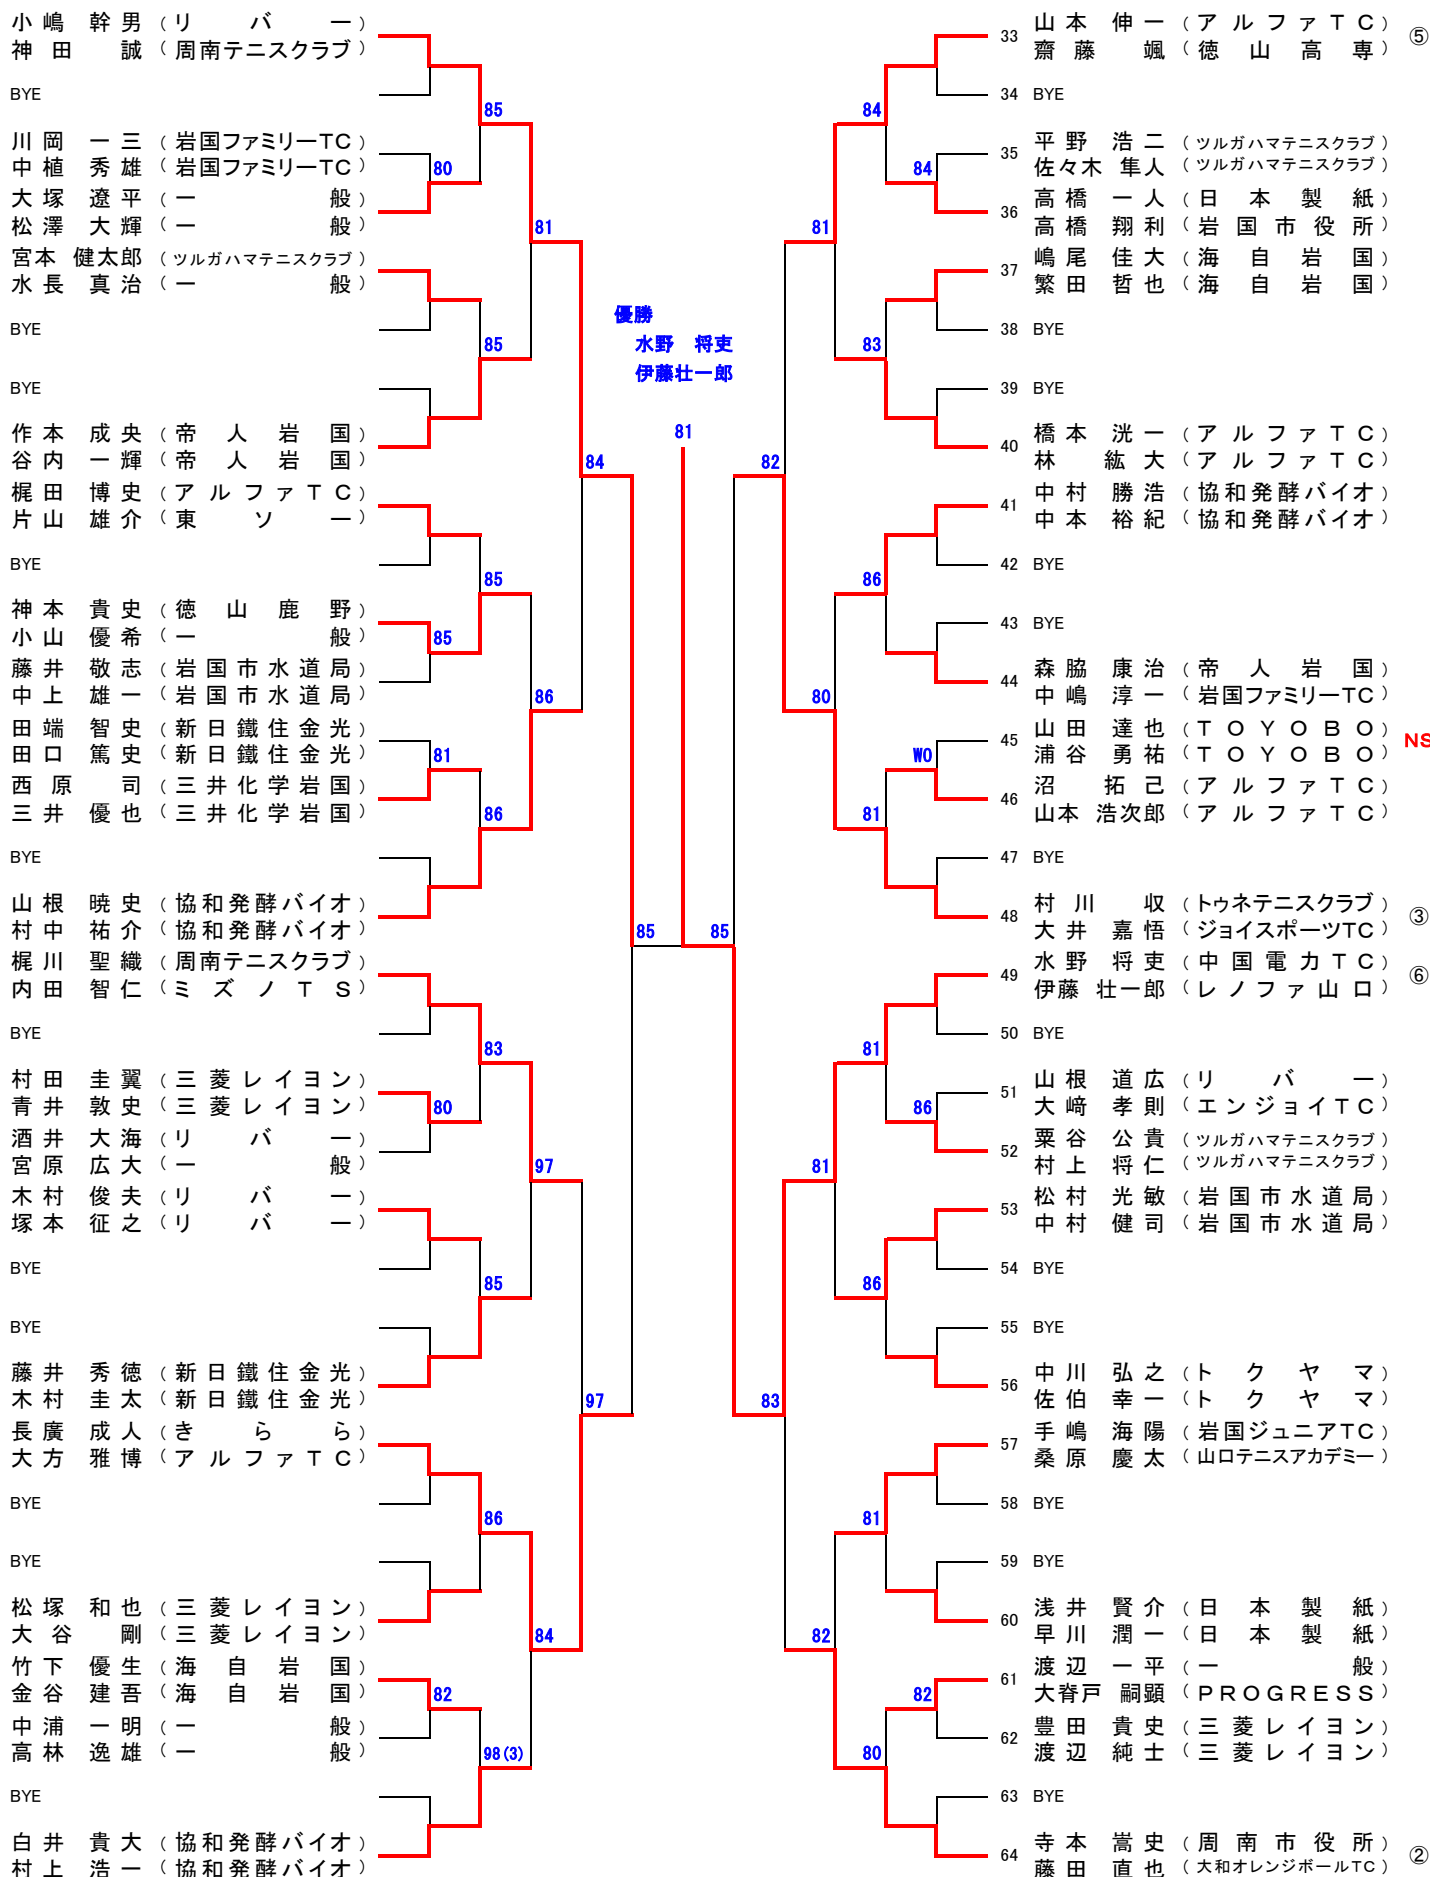 小嶋 幹男 （リバー）
神田 誠 （周南テニスクラブ）
BYE
85
川岡 一三 （岩国ファミリーTC）
中植 秀雄 （岩国ファミリーTC）
80
大塚 遼平 （一般）
松澤 大輝 （一般）
81
宮本 健太郎 （ツルガハマテニスクラブ）
水長 真治 （一般）
BYE
85
BYE
作本 成央 （帝人岩国）
谷内 一輝 （帝人岩国）
84
梶田 博史 （アルファTC）
片山 雄介 （東ソー）
BYE
85
神本 貴史 （徳山鹿野）
小山 優希 （一般）
85
藤井 敬志 （岩国市水道局）
中上 雄一 （岩国市水道局）
86
田端 智史 （新日鐵住金光）
田口 篤史 （新日鐵住金光）
81
西原 司 （三井化学岩国）
三井 優也 （三井化学岩国）
86
BYE
山根 暁史 （協和発酵バイオ）
村中 祐介 （協和発酵バイオ）
85
梶川 聖織 （周南テニスクラブ）
内田 智仁 （ミズノTS）
BYE
83
村田 圭翼 （三菱レイヨン）
青井 敦史 （三菱レイヨン）
80
酒井 大海 （リバー）
宮原 広大 （一般）
97
木村 俊夫 （リバー）
塚本 征之 （リバー）
BYE
85
BYE
藤井 秀徳 （新日鐵住金光）
木村 圭太 （新日鐵住金光）
97
長廣 成人 （きらら）
大方 雅博 （アルファTC）
BYE
86
BYE
松塚 和也 （三菱レイヨン）
大谷 剛 （三菱レイヨン）
84
竹下 優生 （海自岩国）
金谷 建吾 （海自岩国）
82
中浦 一明 （一般）
高林 逸雄 （一般）
98(3)
BYE
白井 貴大 （協和発酵バイオ）
村上 浩一 （協和発酵バイオ）
優勝
水野 将吏
伊藤壮一郎
81
33 山本 伸一 （アルファTC） ⑤
齋藤 颯 （徳山高専）
34 BYE
84
35 平野 浩二 （ツルガハマテニスクラブ）
佐々木 隼人 （ツルガハマテニスクラブ）
84
36 高橋 一人 （日本製紙）
高橋 翔利 （岩国市役所）
81
37 嶋尾 佳大 （海自岩国）
繁田 哲也 （海自岩国）
38 BYE
83
39 BYE
40 橋本 洸一 （アルファTC）
林 紘大 （アルファTC）
82
41 中村 勝浩 （協和発酵バイオ）
中本 裕紀 （協和発酵バイオ）
42 BYE
86
43 BYE
44 森脇 康治 （帝人岩国）
中嶋 淳一 （岩国ファミリーTC）
80
45 山田 達也 （TOYOBO） NS
浦谷 勇祐 （TOYOBO）
WO
46 沼 拓己 （アルファTC）
山本 浩次郎 （アルファTC）
81
47 BYE
48 村川 収 （トゥネテニスクラブ） ③
大井 嘉悟 （ジョイスポーツTC）
85
49 水野 将吏 （中国電力TC） ⑥
伊藤 壮一郎 （レノファ山口）
50 BYE
81
51 山根 道広 （リバー）
大﨑 孝則 （エンジョイTC）
86
52 粟谷 公貴 （ツルガハマテニスクラブ）
村上 将仁 （ツルガハマテニスクラブ）
81
53 松村 光敏 （岩国市水道局）
中村 健司 （岩国市水道局）
54 BYE
86
55 BYE
56 中川 弘之 （トクヤマ）
佐伯 幸一 （トクヤマ）
83
57 手嶋 海陽 （岩国ジュニアTC）
桑原 慶太 （山口テニスアカデミー）
58 BYE
81
59 BYE
60 浅井 賢介 （日本製紙）
早川 潤一 （日本製紙）
82
61 渡辺 一平 （一般）
大脊戸 嗣顕 （PROGRESS）
82
62 豊田 貴史 （三菱レイヨン）
渡辺 純士 （三菱レイヨン）
80
63 BYE
64 寺本 嵩史 （周南市役所） ②
藤田 直也 （大和オレンジボールTC）